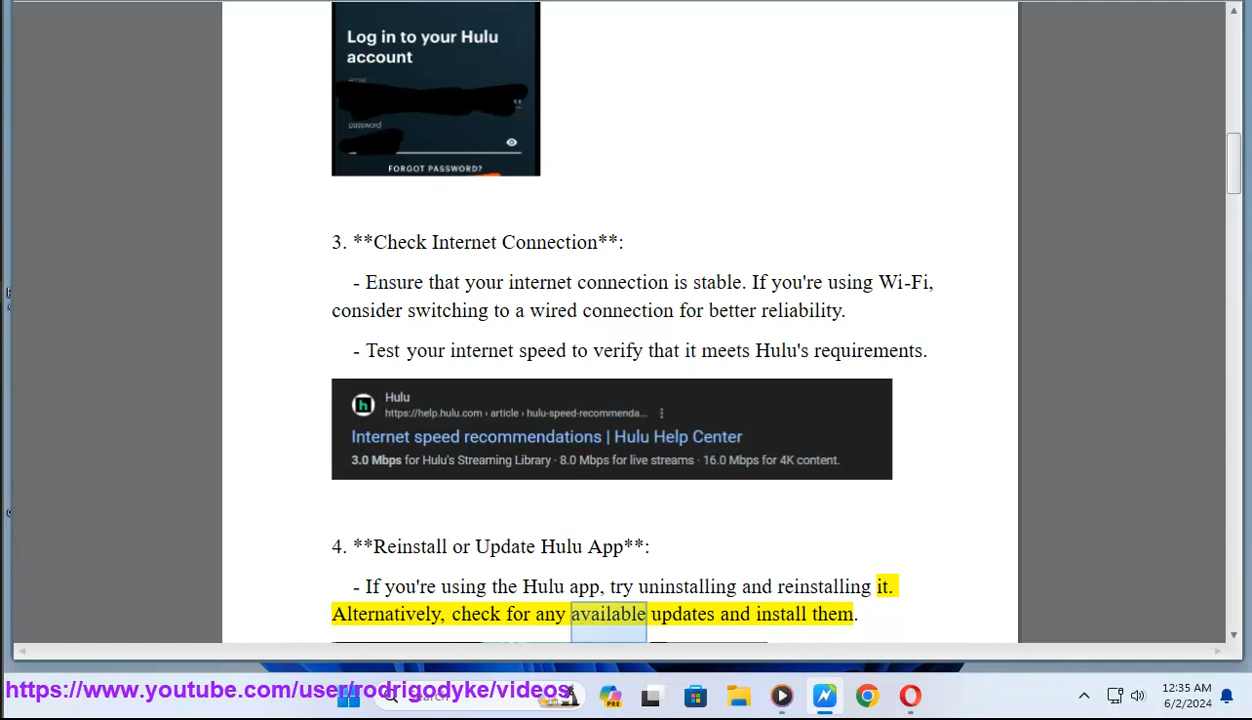 Log in to your Hulu
account
email
password
FORGOT PASSWORD?
3. **Check Internet Connection**:
- Ensure that your internet connection is stable. If you're using Wi-Fi,
consider switching to a wired connection for better reliability.
- Test your internet speed to verify that it meets Hulu's requirements.
Hulu
https://help.hulu.com › article › hulu-speed-recommenda...
Internet speed recommendations | Hulu Help Center
3.0 Mbps for Hulu's Streaming Library · 8.0 Mbps for live streams · 16.0 Mbps for 4K content.
4. **Reinstall or Update Hulu App**:
- If you're using the Hulu app, try uninstalling and reinstalling it.
Alternatively, check for any available updates and install them.
https://www.youtube.com/user/rodrigodyke/videos
Search
PRE
12:35 AM
6/2/2024